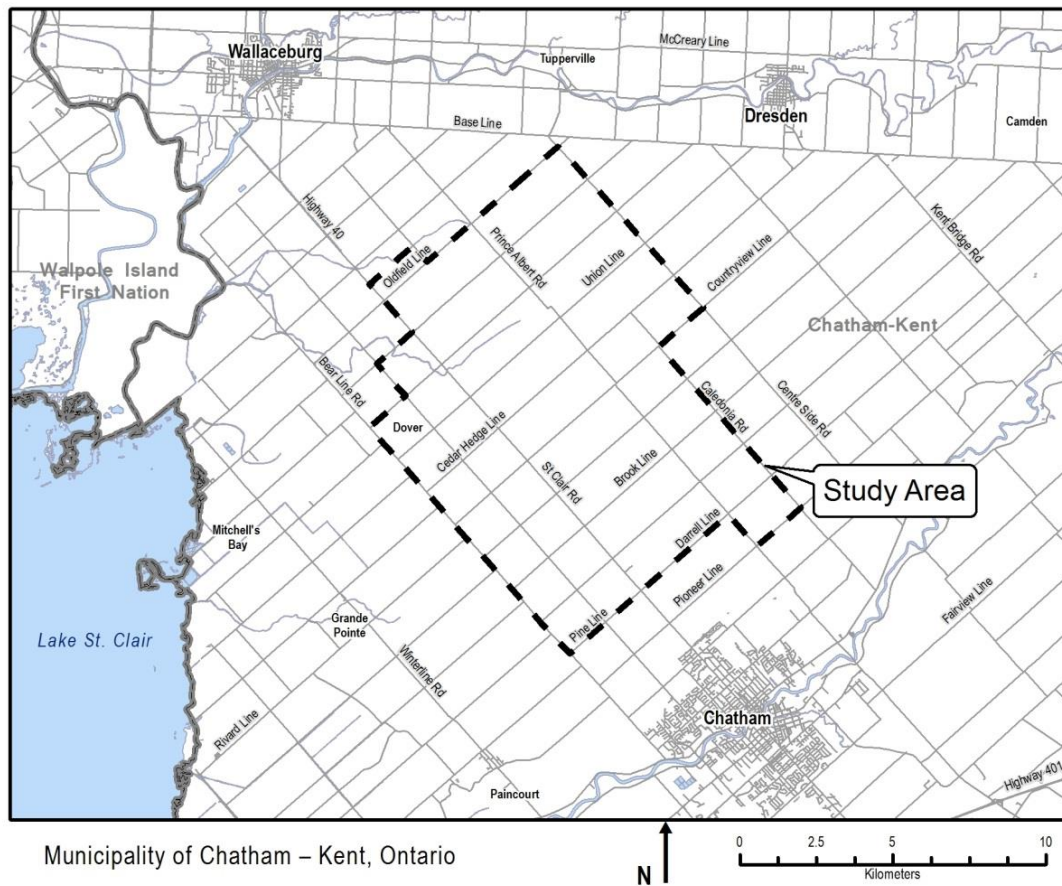 McCreary Line
Wallaceburg
Tupperville
Dresden
Base Line
Camden
Highway 40
Kent Bridge Rd
Prince Albert Rd
Oldfield Line
Union Line
Countryview Line
Walpole Island
First Nation
Chatham-Kent
Bear Line Rd
Caledonia Rd
Centre Side Rd
Dover
Cedar Hedge Line
St Clair Rd
Brook Line
Study Area
Mitchell's
Bay
Darrell Line
Pioneer Line
Fairview Line
Grande
Pointe
Pine Line
Lake St. Clair
Winterline Rd
Chatham
Rivard Line
Highway 401
Paincourt
Municipality of Chatham – Kent, Ontario
N
0 2.5 5 10
Kilometers